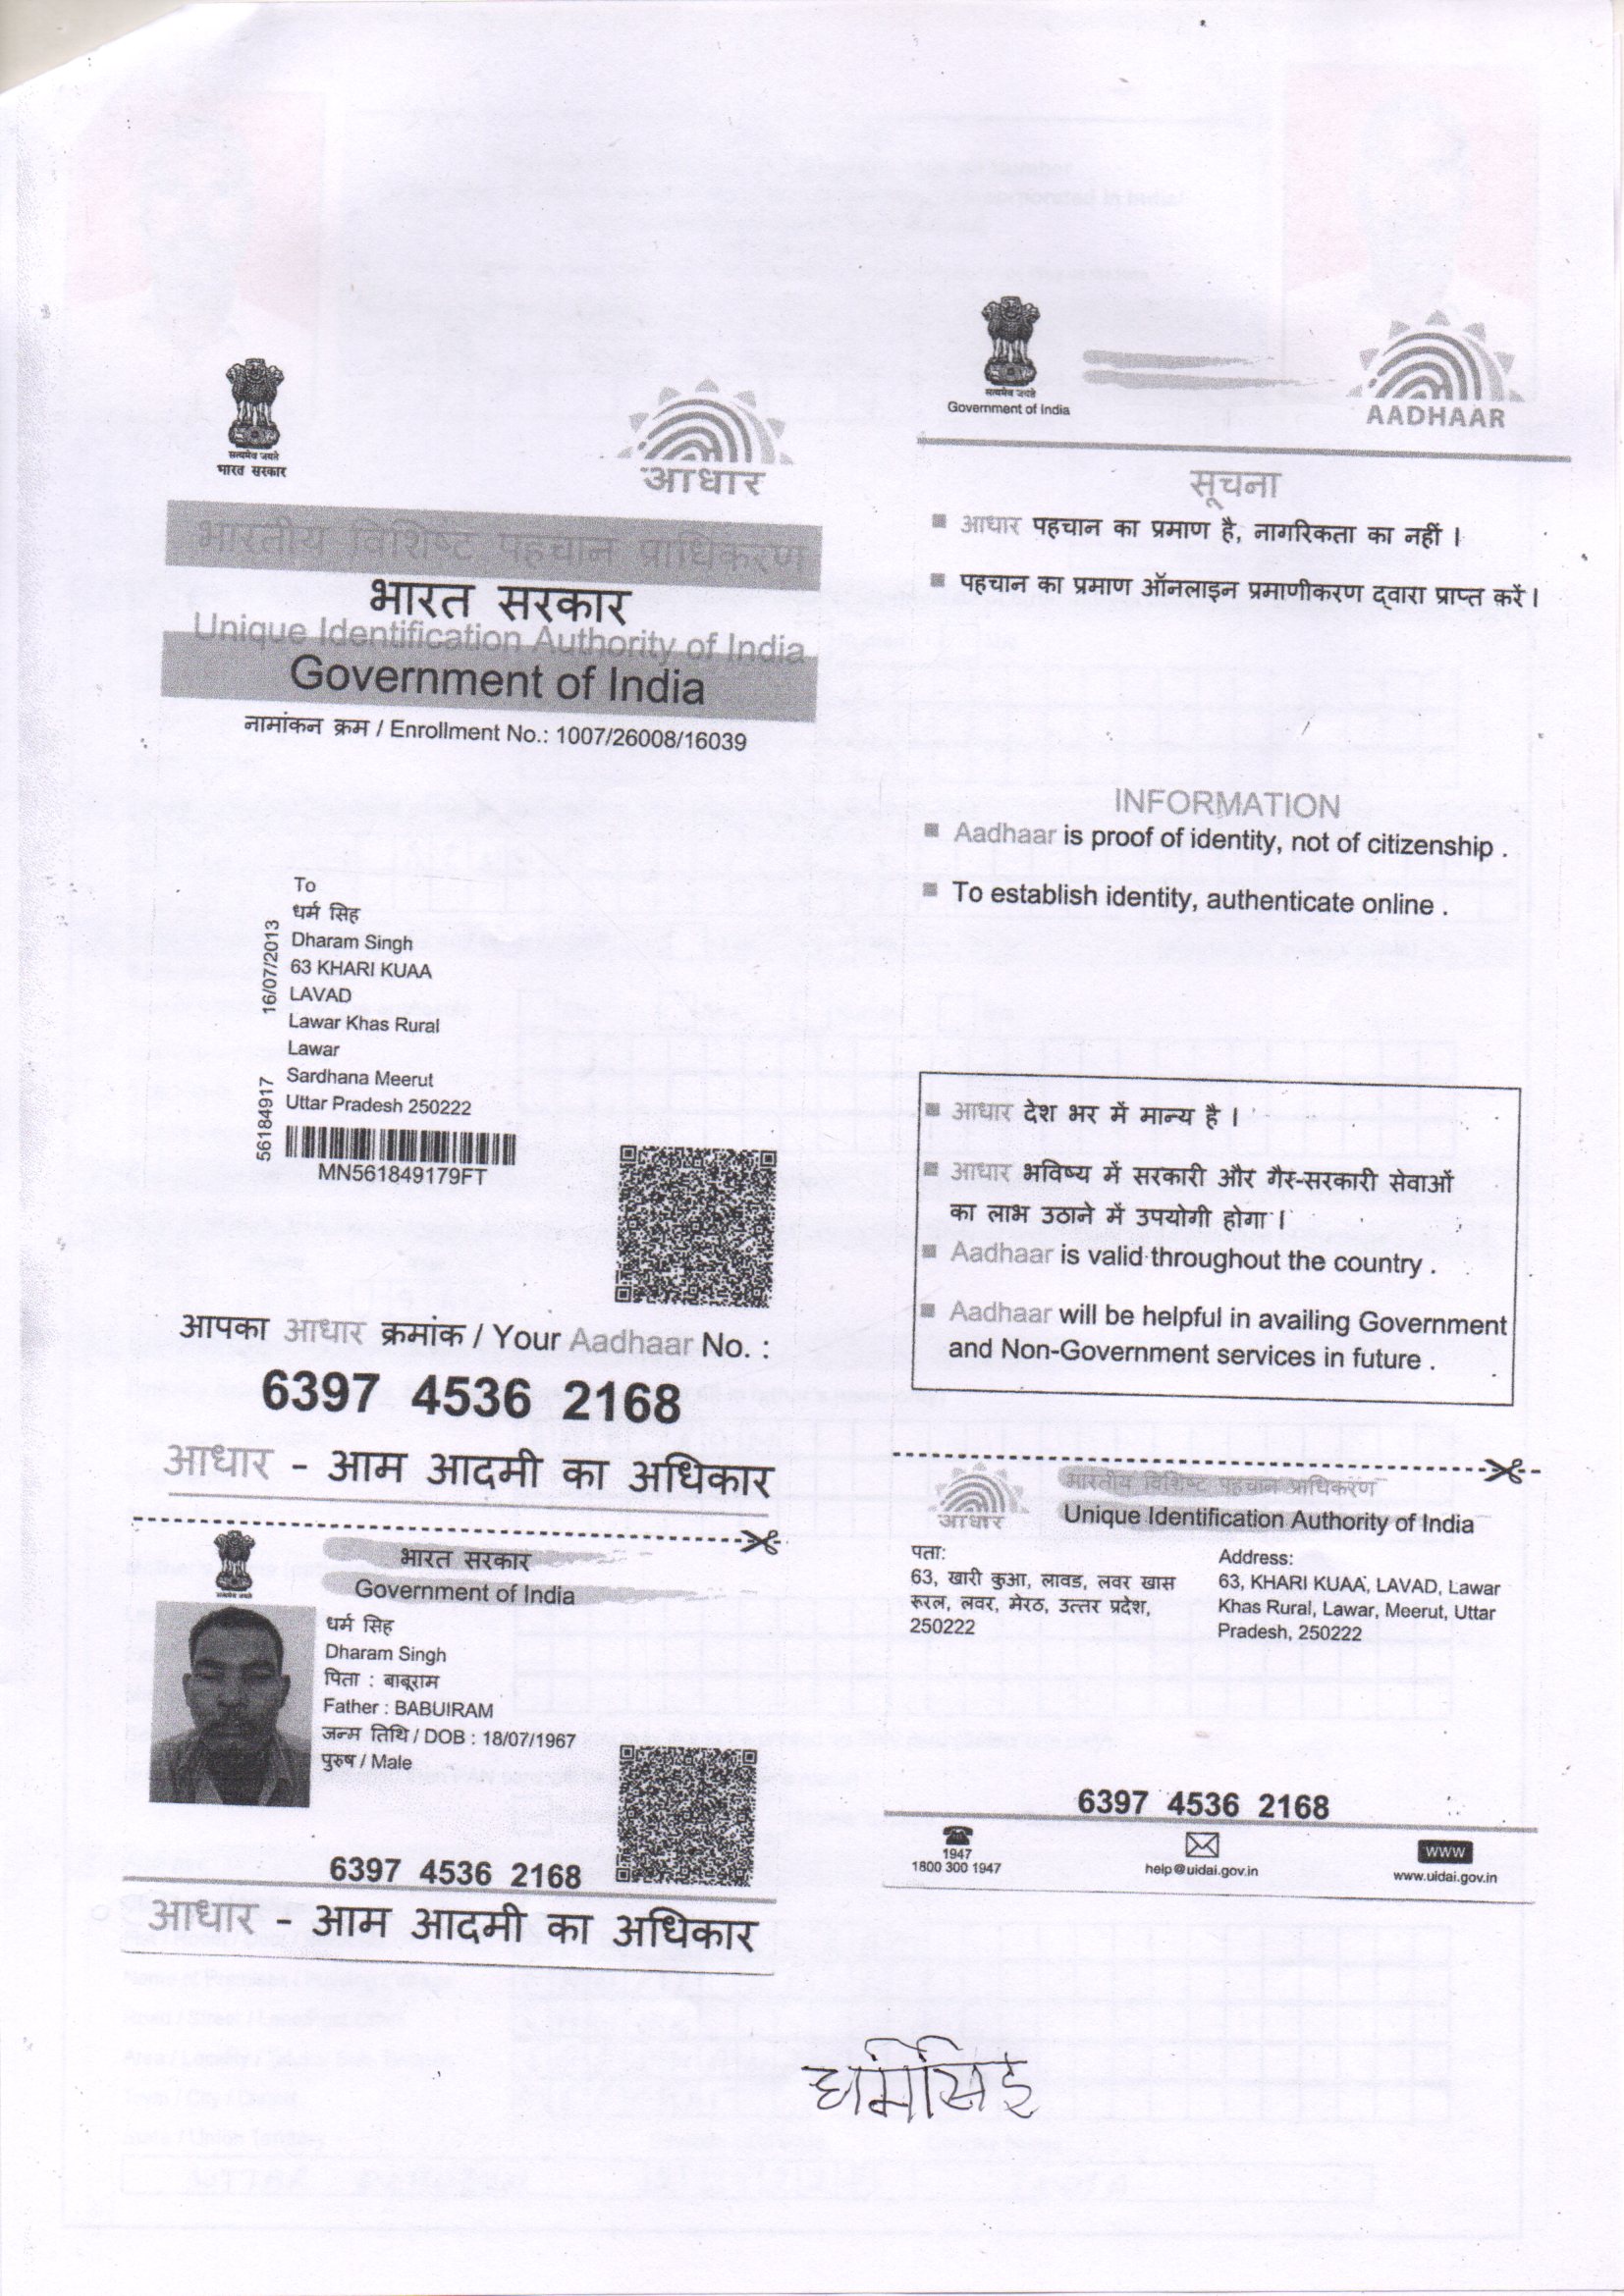 सत्यमेव जयते
भारत सरकार
आधार
भारतीय विशिष्ट पहचान प्राधिकरण
भारत सरकार
Unique Identification Authority of India
Government of India
नामांकन क्रम / Enrollment No.: 1007/26008/16039
To
धर्म सिह
Dharam Singh
63 KHARI KUAA
LAVAD
Lawar Khas Rural
Lawar
Sardhana Meerut
Uttar Pradesh 250222
16/07/2013
56184917
MN561849179FT
आपका आधार क्रमांक / Your Aadhaar No. :
6397 4536 2168
आधार - आम आदमी का अधिकार
भारत सरकार
Government of India
धर्म सिह
Dharam Singh
पिता : बाबूराम
Father : BABUIRAM
जन्म तिथि / DOB : 18/07/1967
पुरुष / Male
6397 4536 2168
आधार - आम आदमी का अधिकार
सत्यमेव जयते
Government of India
AADHAAR
सूचना
आधार पहचान का प्रमाण है, नागरिकता का नहीं ।
पहचान का प्रमाण ऑनलाइन प्रमाणीकरण द्वारा प्राप्त करें ।
INFORMATION
Aadhaar is proof of identity, not of citizenship .
To establish identity, authenticate online .
आधार देश भर में मान्य है ।
आधार भविष्य में सरकारी और गैर-सरकारी सेवाओं
का लाभ उठाने में उपयोगी होगा ।
Aadhaar is valid throughout the country .
Aadhaar will be helpful in availing Government
and Non-Government services in future .
आधार
भारतीय विशिष्ट पहचान प्राधिकरण
Unique Identification Authority of India
पता:
63, खारी कुआ, लावड, लवर खास
रूरल, लवर, मेरठ, उत्तर प्रदेश,
250222
Address:
63, KHARI KUAA, LAVAD, Lawar
Khas Rural, Lawar, Meerut, Uttar
Pradesh, 250222
6397 4536 2168
1947
1800 300 1947
help@uidai.gov.in
WWW
www.uidai.gov.in
धर्मसिह